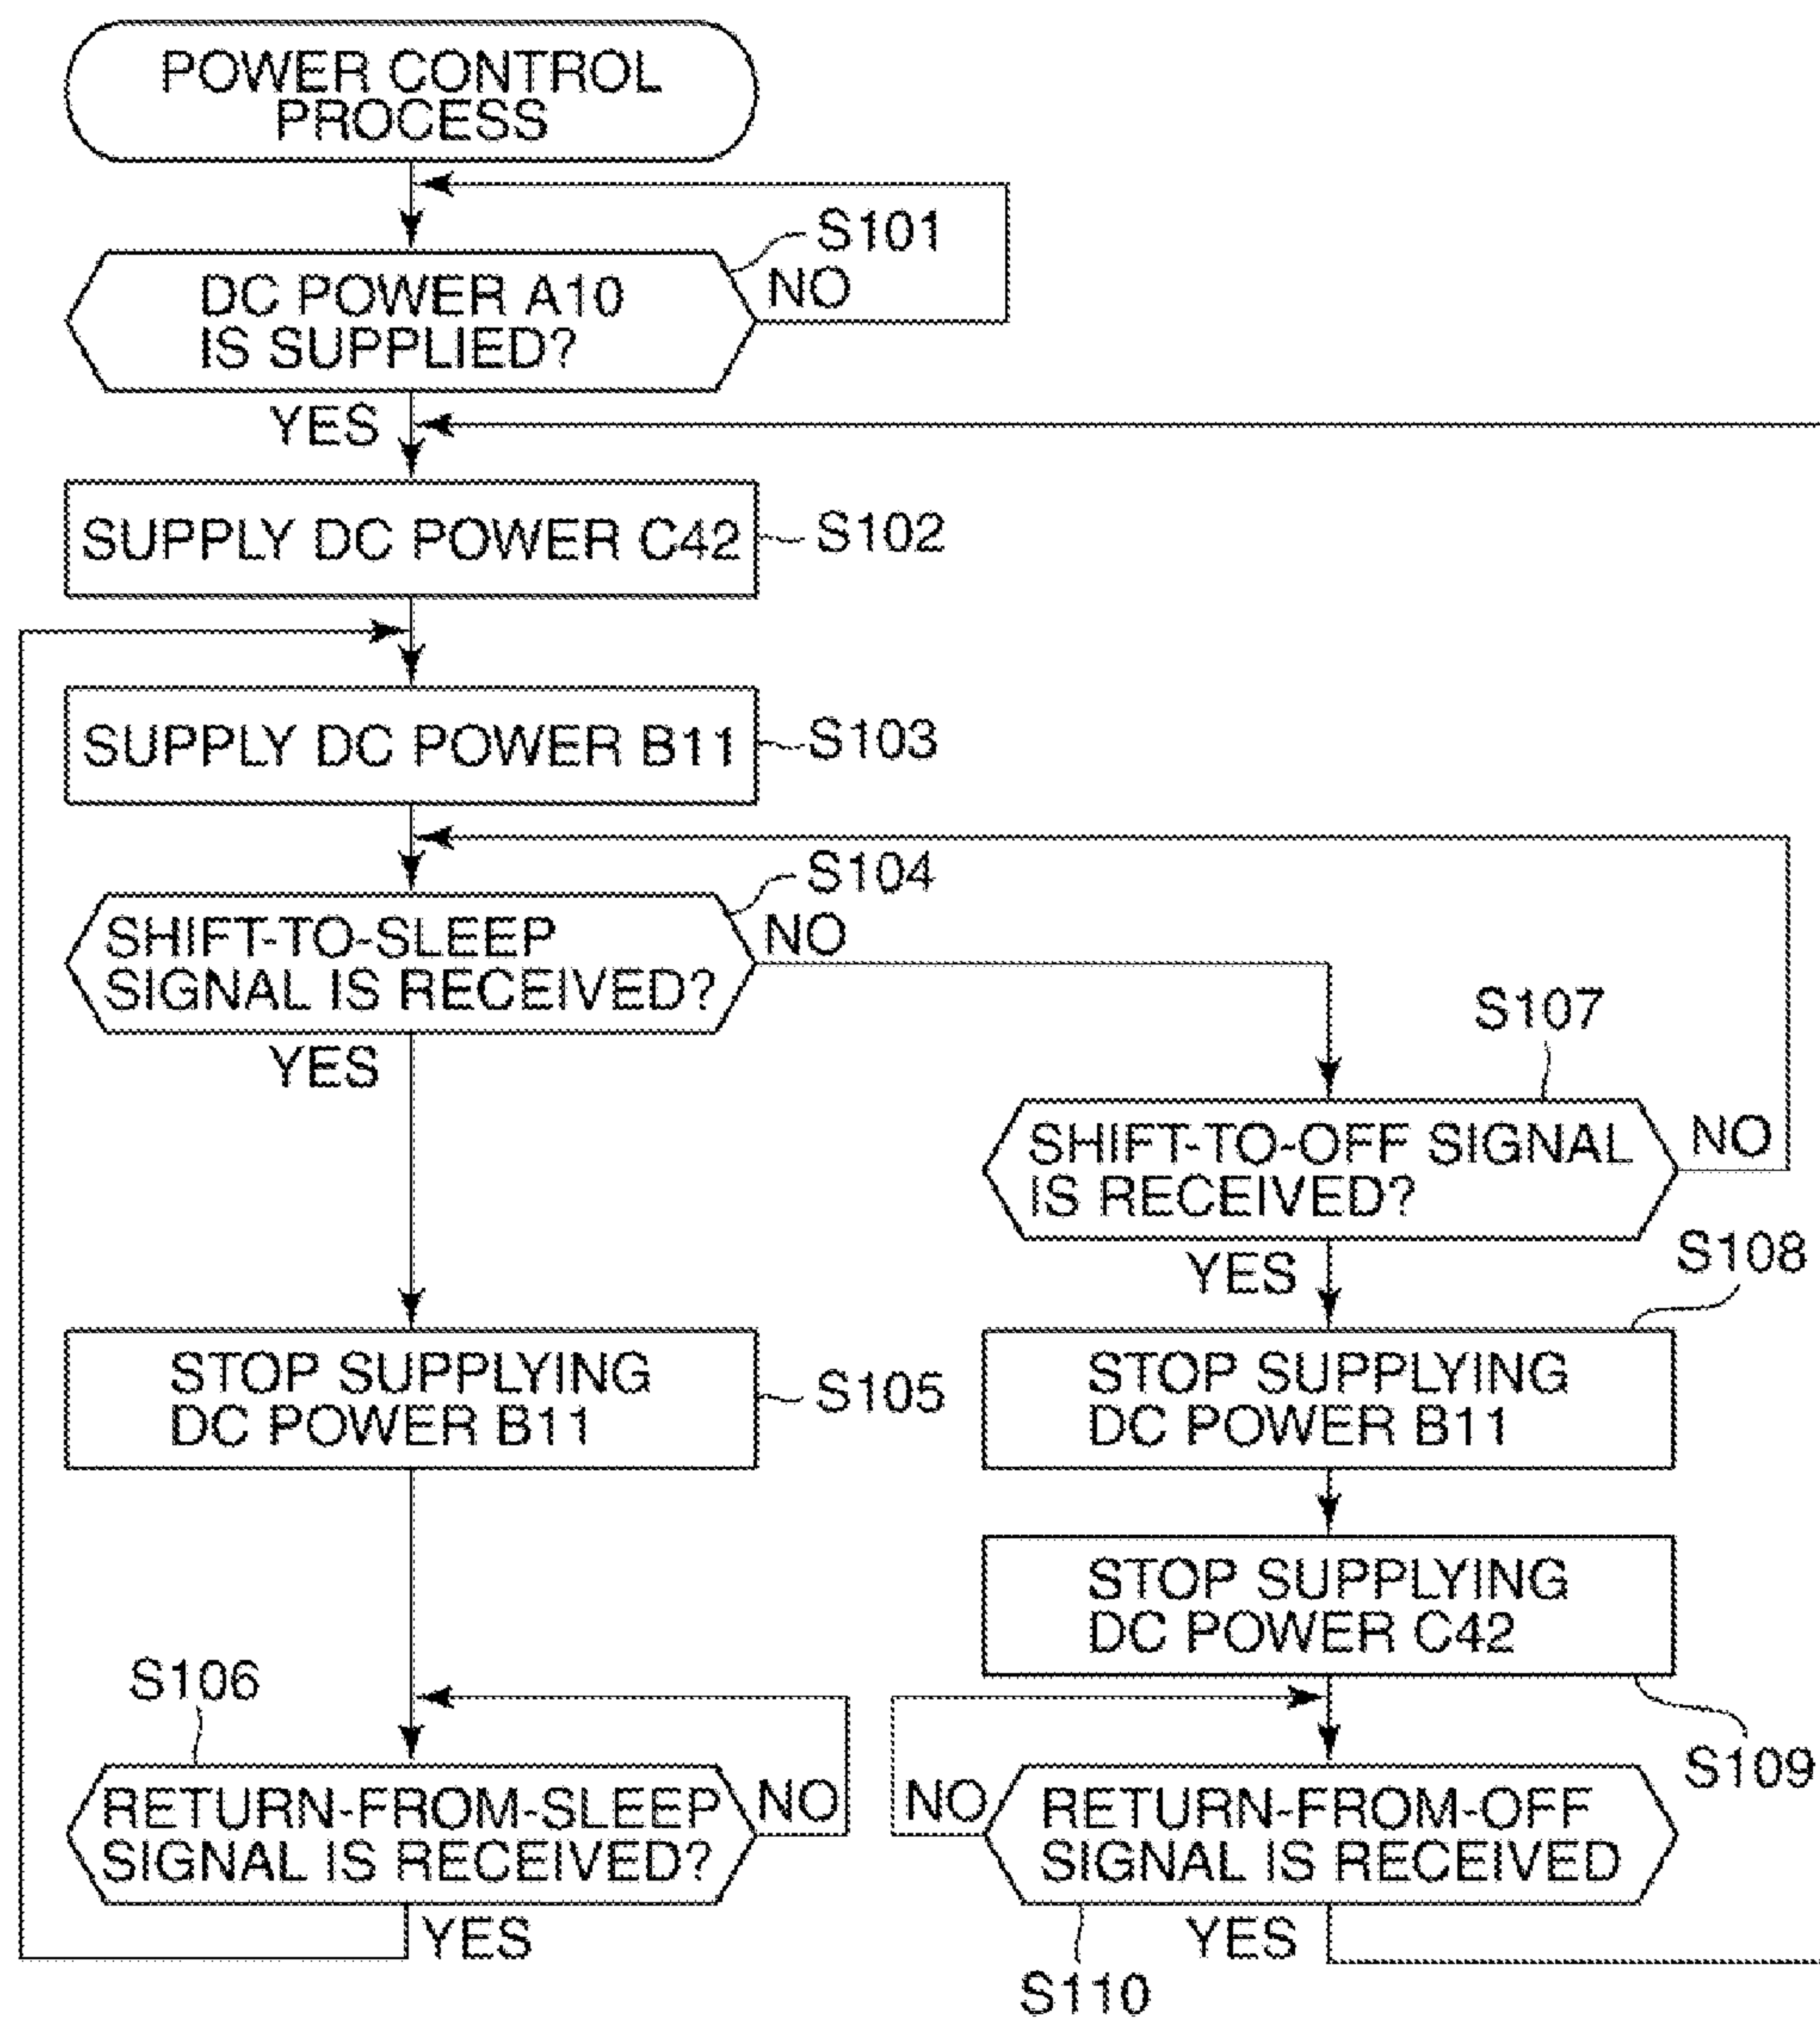 POWER CONTROL
PROCESS
S101
DC POWER A10
IS SUPPLIED?
NO
YES
SUPPLY DC POWER C42
S102
SUPPLY DC POWER B11
S103
S104
SHIFT-TO-SLEEP
SIGNAL IS RECEIVED?
NO
YES
S107
SHIFT-TO-OFF SIGNAL
IS RECEIVED?
NO
YES
S108
STOP SUPPLYING
DC POWER B11
S105
STOP SUPPLYING
DC POWER B11
STOP SUPPLYING
DC POWER C42
S109
S106
RETURN-FROM-SLEEP
SIGNAL IS RECEIVED?
NO
YES
NO
RETURN-FROM-OFF
SIGNAL IS RECEIVED
YES
S110